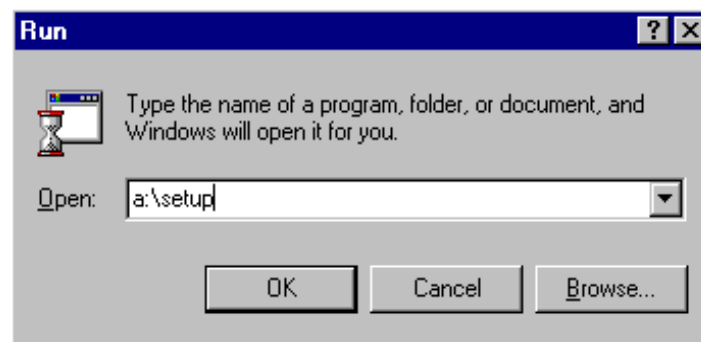 Run
Type the name of a program, folder, or document, and
Windows will open it for you.
Open: a:\setup
OK Cancel Browse...